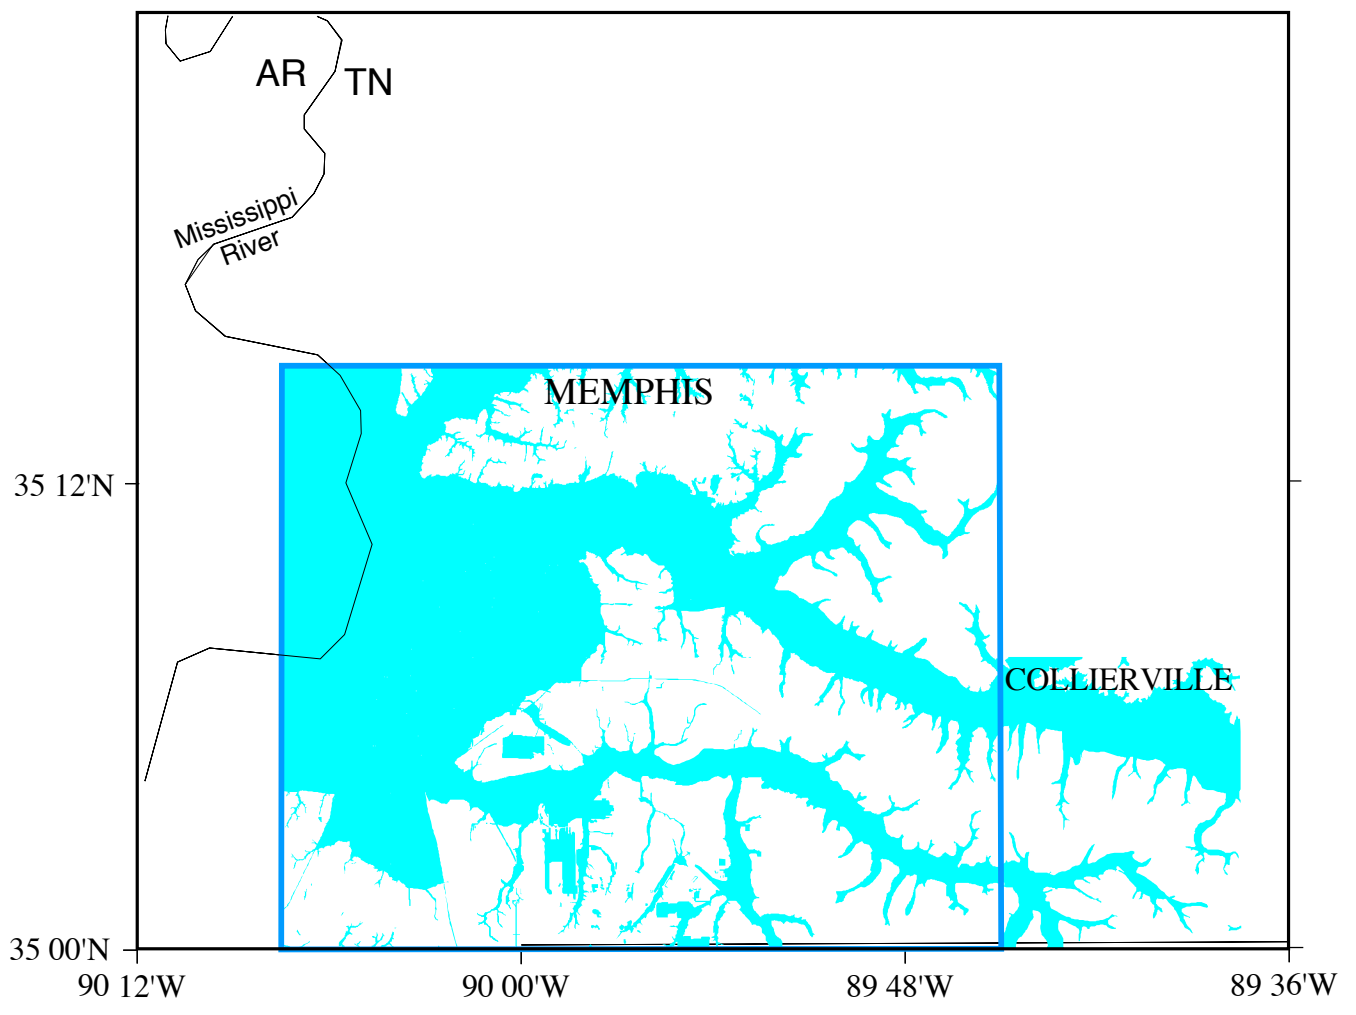 AR
TN
Mississippi
River
MEMPHIS
35 12'N
COLLIERVILLE
35 00'N
90 12'W
90 00'W
89 48'W
89 36'W